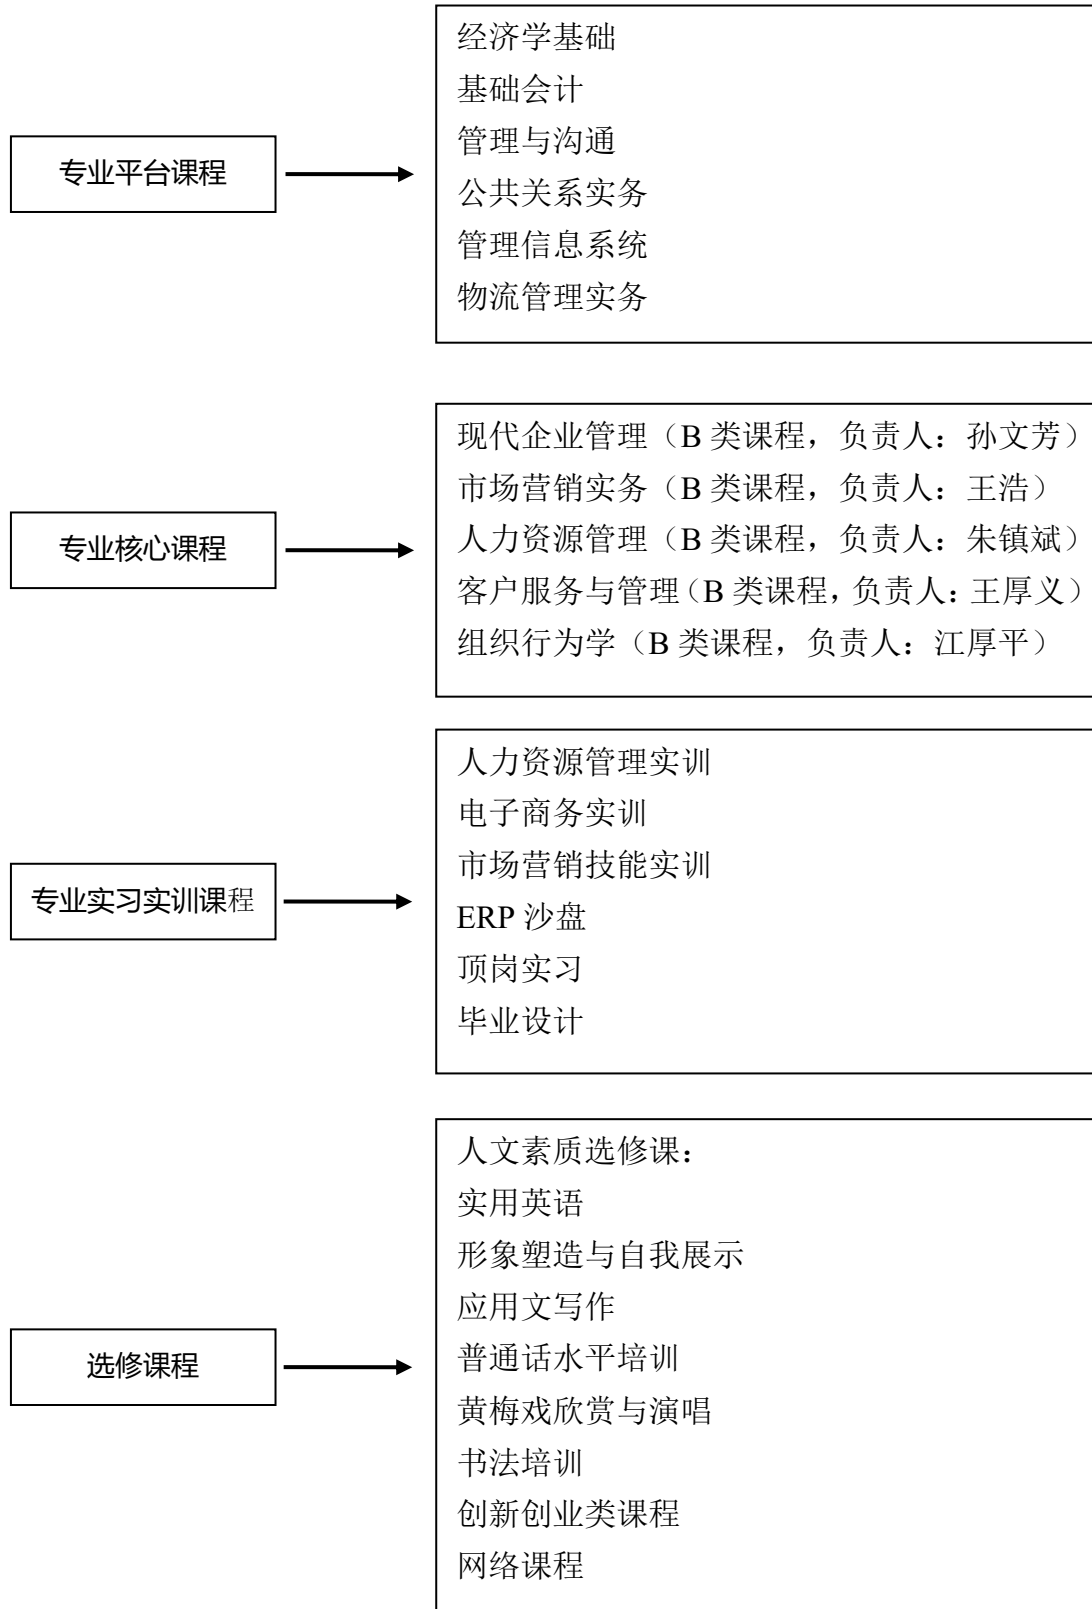 专业平台课程
经济学基础
基础会计
管理与沟通
公共关系实务
管理信息系统
物流管理实务
专业核心课程
现代企业管理（B 类课程，负责人：孙文芳）
市场营销实务（B 类课程，负责人：王浩）
人力资源管理（B 类课程，负责人：朱镇斌）
客户服务与管理（B 类课程，负责人：王厚义）
组织行为学（B 类课程，负责人：江厚平）
专业实习实训课程
人力资源管理实训
电子商务实训
市场营销技能实训
ERP 沙盘
顶岗实习
毕业设计
选修课程
人文素质选修课：
实用英语
形象塑造与自我展示
应用文写作
普通话水平培训
黄梅戏欣赏与演唱
书法培训
创新创业类课程
网络课程